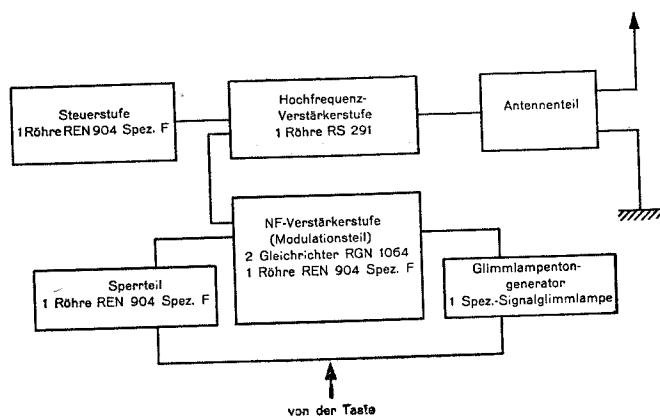 Steuerstufe
1 Röhre REN 904 Spez. F
Hochfrequenz-
Verstärkerstufe
1 Röhre RS 291
Antennenteil
NF-Verstärkerstufe
(Modulationsteil)
2 Gleichrichter RGN 1064
1 Röhre REN 904 Spez. F
Sperrteil
1 Röhre REN 904 Spez. F
Glimmlampenton-
generator
1 Spez.-Signalglimmlampe
von der Taste